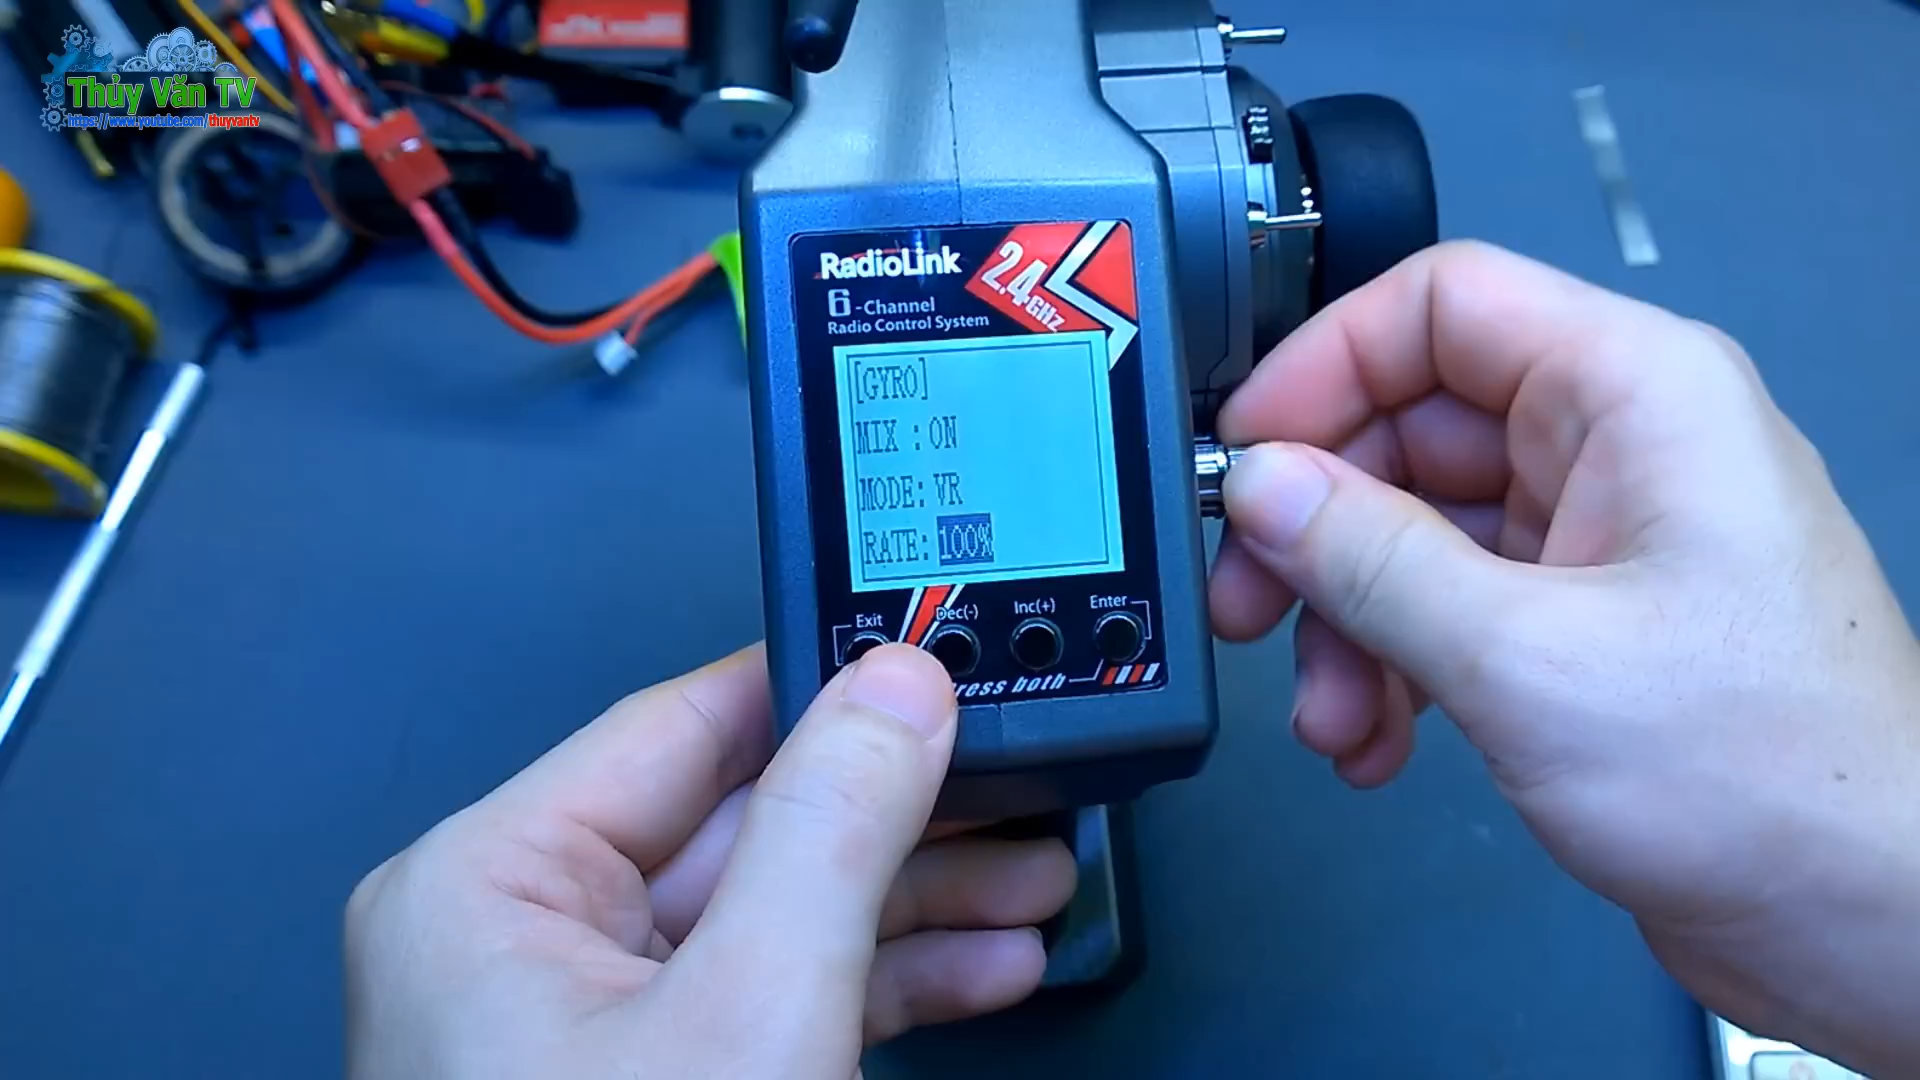 Thủy Văn TV
https://www.youtube.com/thuyvantv
RadioLink
2.4GHz
6-Channel
Radio Control System
[GYRO]
MIX :ON
MODE:VR
RATE:100%
Exit
Dec(-)
Inc(+)
Enter
both